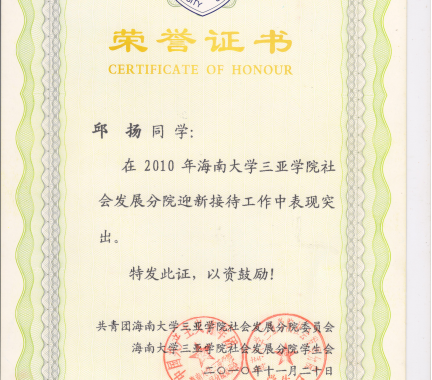 荣誉证书
CERTIFICATE OF HONOUR
邱 扬 同学:
在 2010 年海南大学三亚学院社
会发展分院迎新接待工作中表现突
出。
特发此证，以资鼓励!
共青团海南大学三亚学院社会发展分院委员会
海南大学三亚学院社会发展分院学生会
二〇一〇年十一月二十日